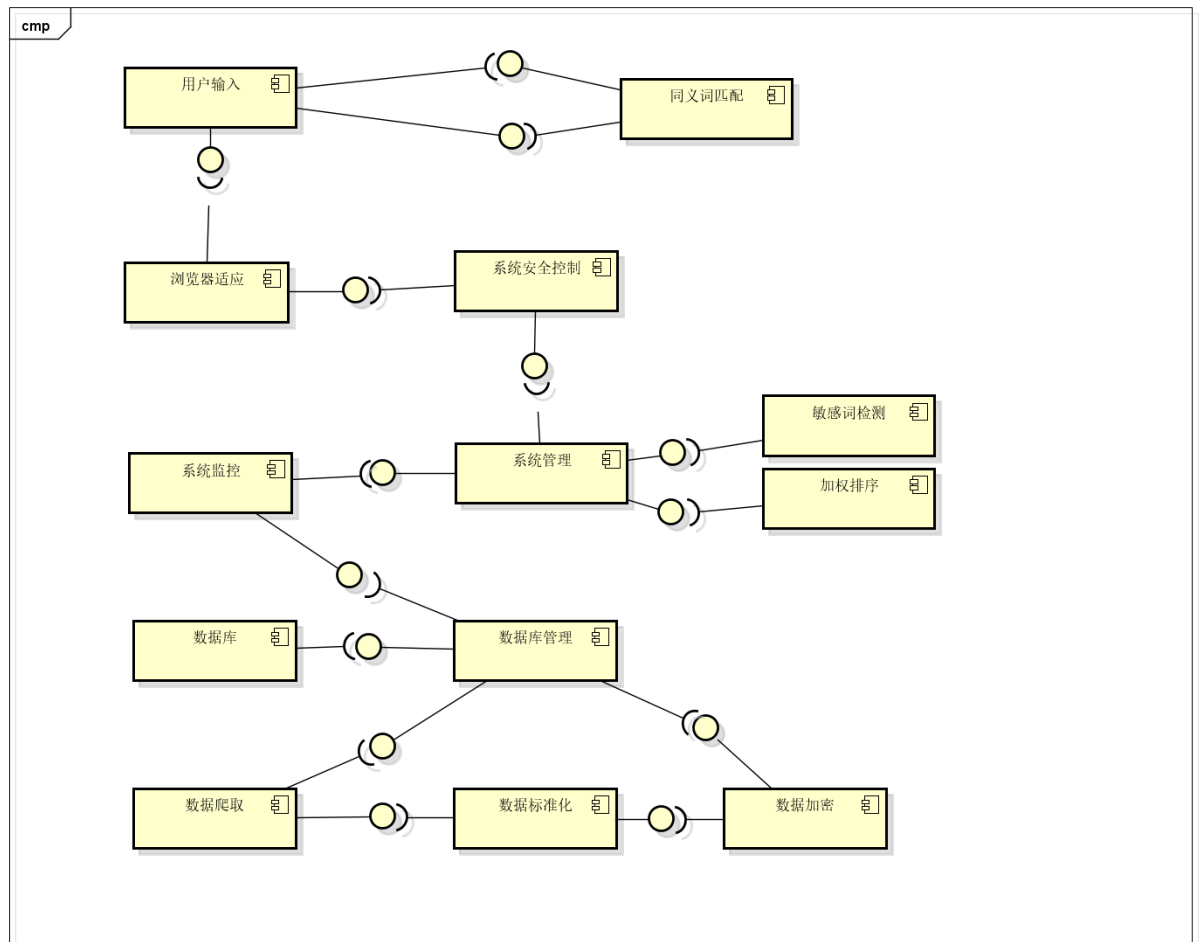 cmp
用户输入
同义词匹配
浏览器适应
系统安全控制
敏感词检测
系统监控
系统管理
加权排序
数据库
数据库管理
数据爬取
数据标准化
数据加密